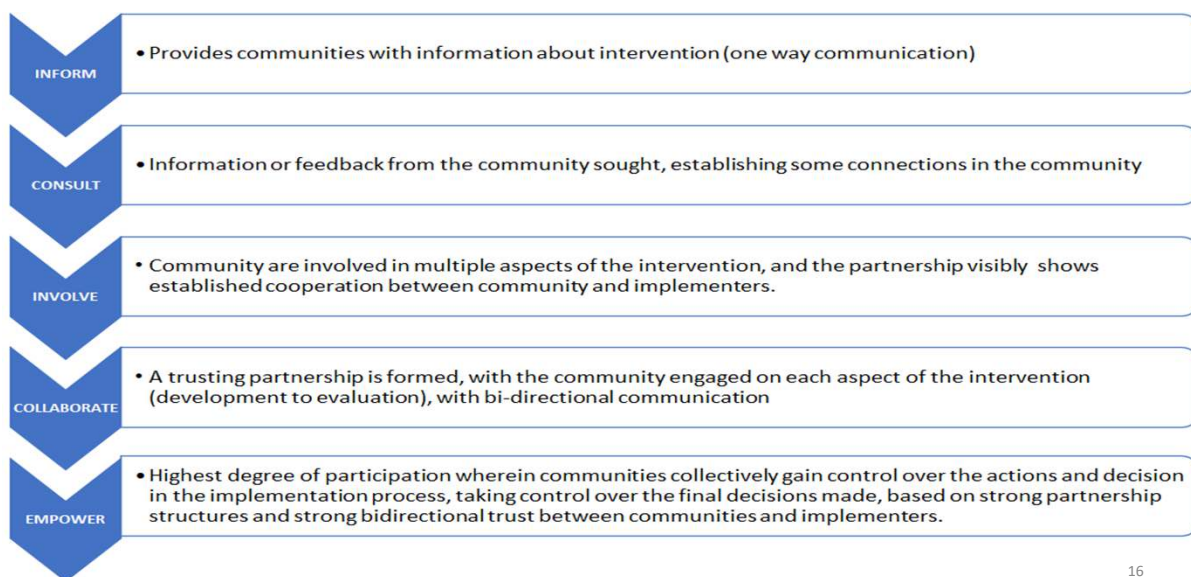 INFORM
• Provides communities with information about intervention (one way communication)
CONSULT
• Information or feedback from the community sought, establishing some connections in the community
INVOLVE
• Community are involved in multiple aspects of the intervention, and the partnership visibly shows
established cooperation between community and implementers.
COLLABORATE
• A trusting partnership is formed, with the community engaged on each aspect of the intervention
(development to evaluation), with bi-directional communication
EMPOWER
• Highest degree of participation wherein communities collectively gain control over the actions and decision
in the implementation process, taking control over the final decisions made, based on strong partnership
structures and strong bidirectional trust between communities and implementers.
16